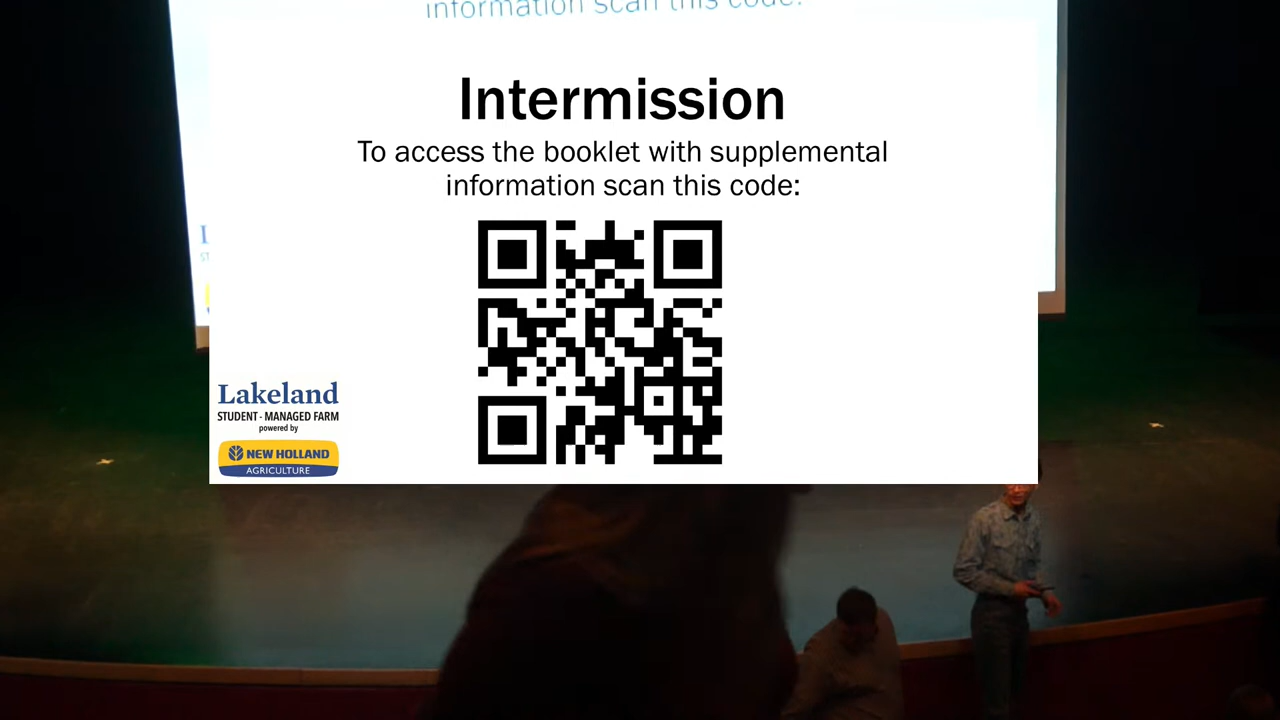 information scan this code:
Intermission
To access the booklet with supplemental
information scan this code:
Lakeland
STUDENT - MANAGED FARM
powered by
NEW HOLLAND
AGRICULTURE